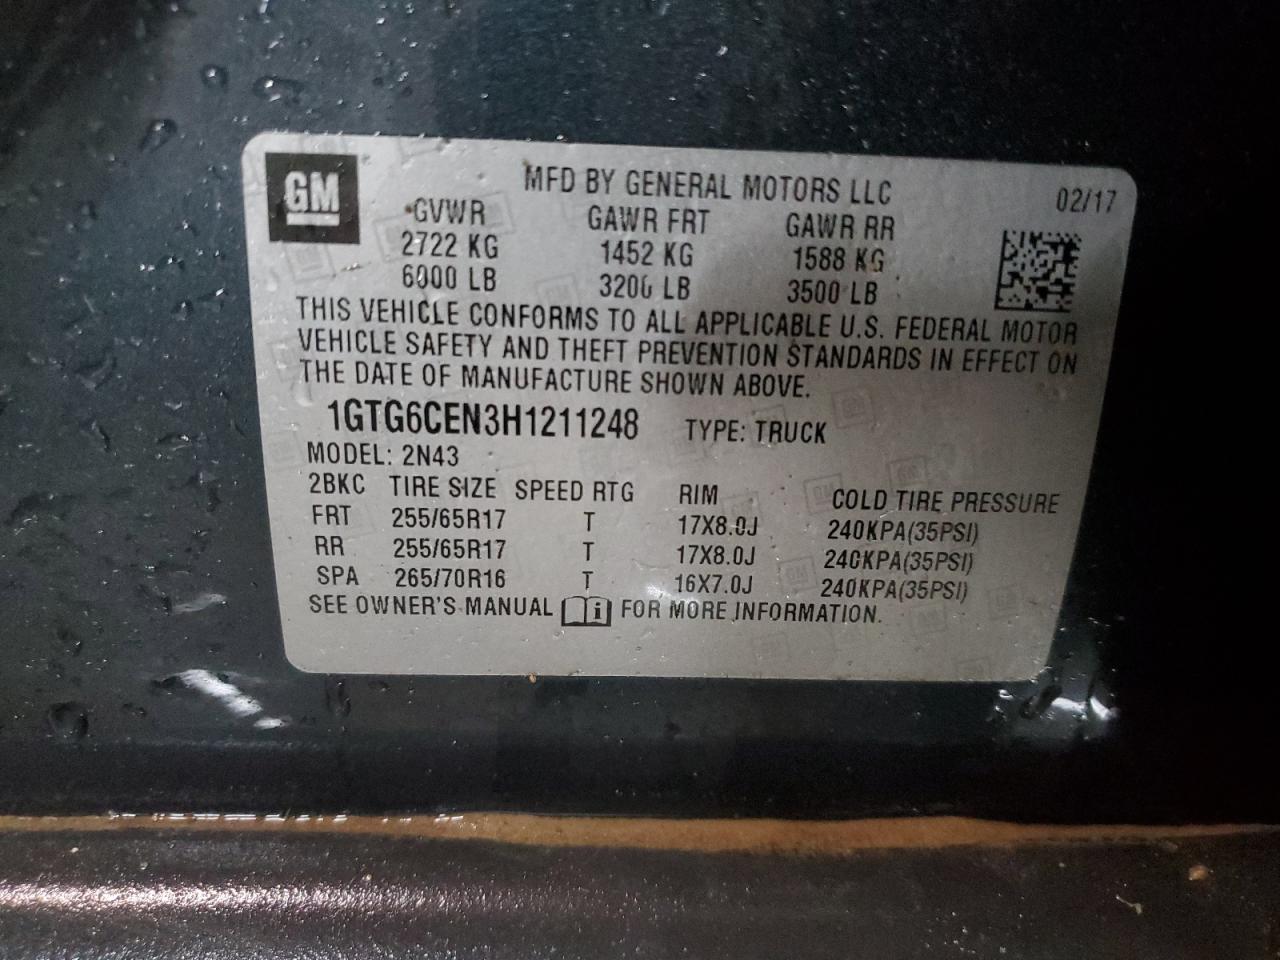 GM
MFD BY GENERAL MOTORS LLC 02/17
GVWR GAWR FRT GAWR RR
2722 KG 1452 KG 1588 KG
6000 LB 3200 LB 3500 LB
THIS VEHICLE CONFORMS TO ALL APPLICABLE U.S. FEDERAL MOTOR
VEHICLE SAFETY AND THEFT PREVENTION STANDARDS IN EFFECT ON
THE DATE OF MANUFACTURE SHOWN ABOVE.
1GTG6CEN3H1211248 TYPE: TRUCK
MODEL: 2N43
2BKC TIRE SIZE SPEED RTG RIM COLD TIRE PRESSURE
FRT 255/65R17 T 17X8.0J 240KPA(35PSI)
RR 255/65R17 T 17X8.0J 240KPA(35PSI)
SPA 265/70R16 T 16X7.0J 240KPA(35PSI)
SEE OWNER'S MANUAL i FOR MORE INFORMATION.